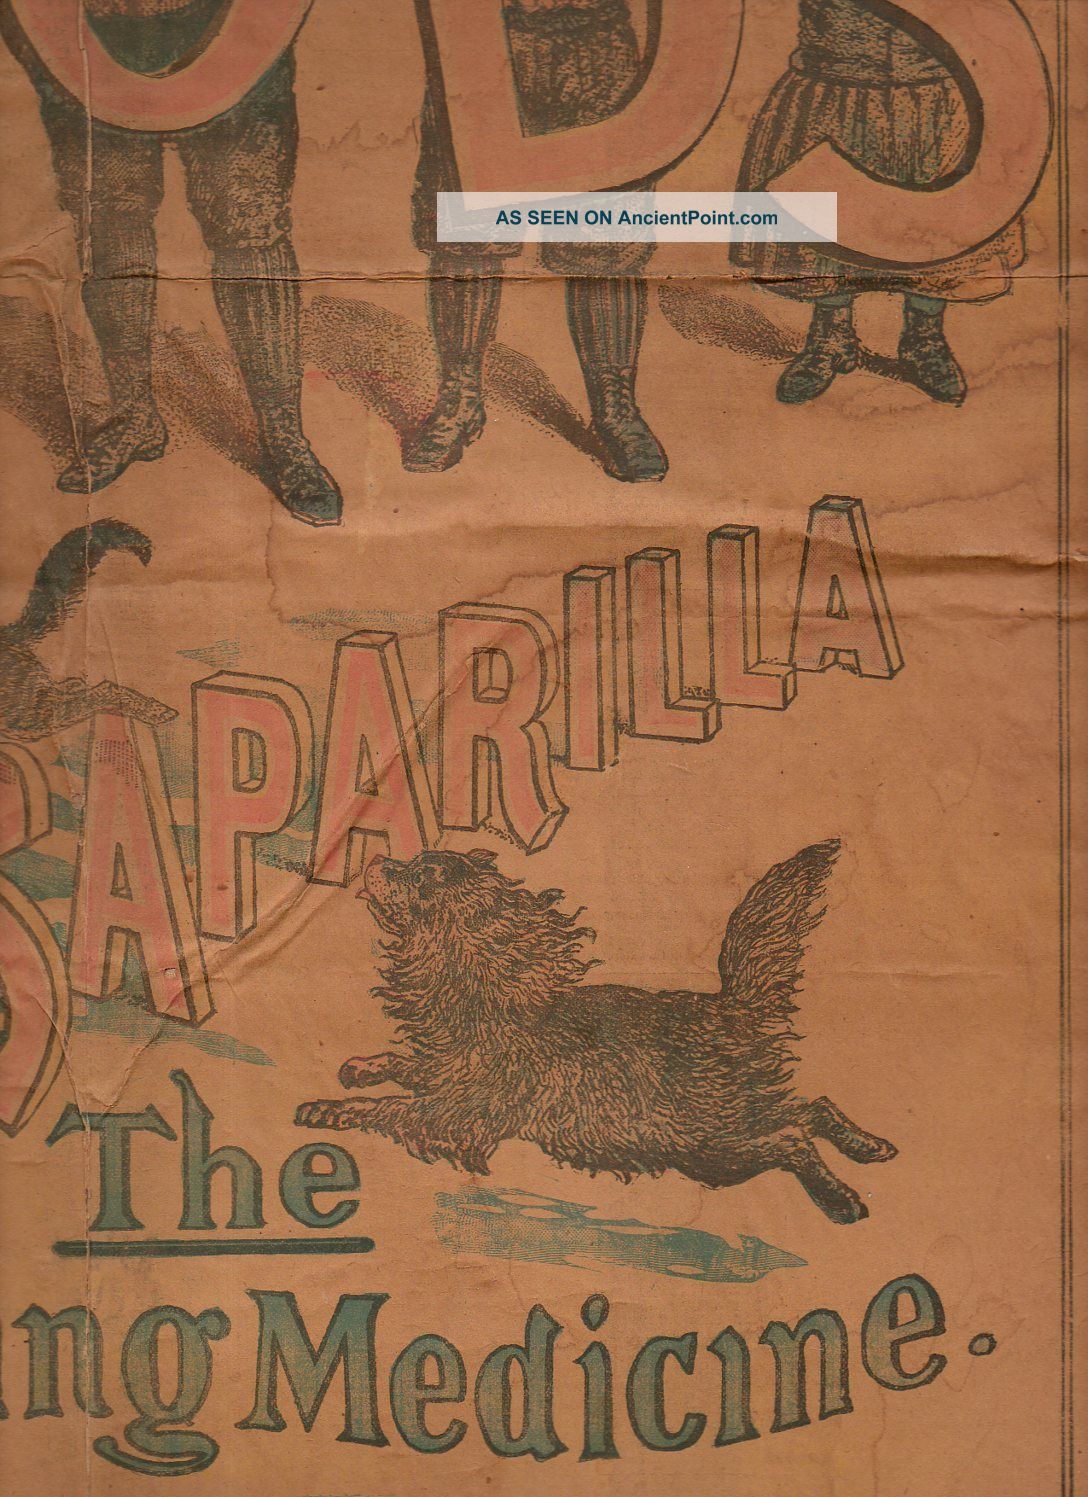 ODS
AS SEEN ON AncientPoint.com
SAPARILLA
The
ing Medicine.